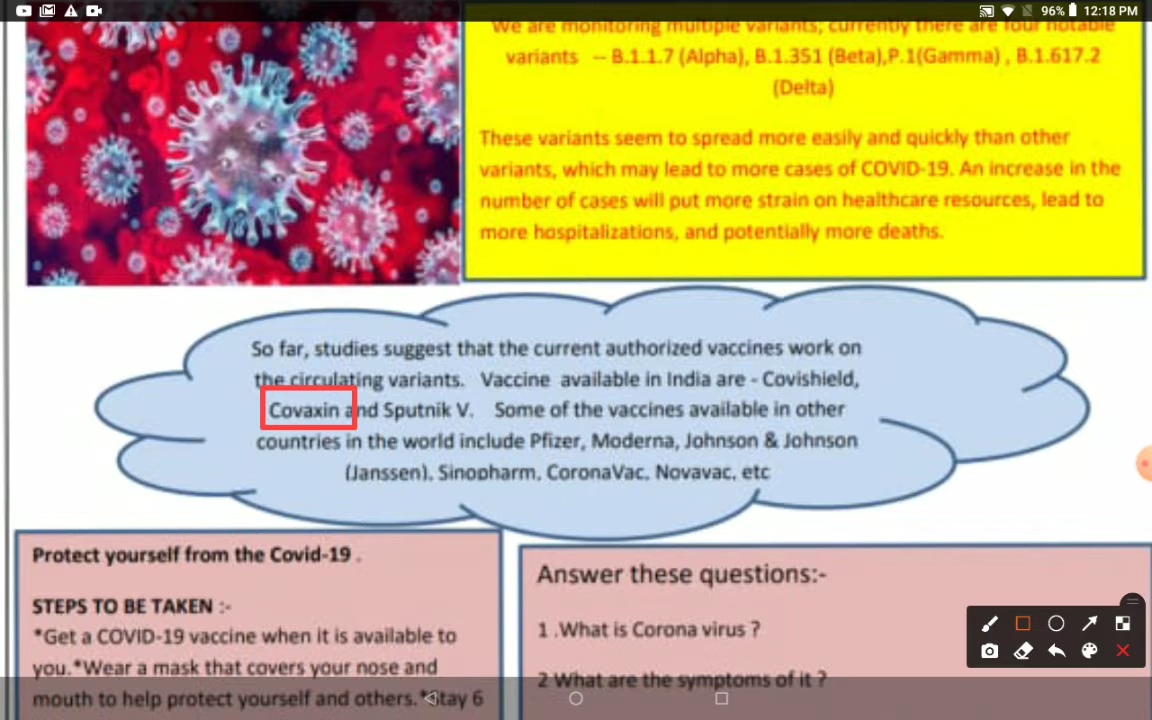 96% 12:18 PM
We are monitoring multiple variants; currently there are four notable
variants -- B.1.1.7 (Alpha), B.1.351 (Beta),P.1(Gamma) , B.1.617.2
(Delta)
These variants seem to spread more easily and quickly than other
variants, which may lead to more cases of COVID-19. An increase in the
number of cases will put more strain on healthcare resources, lead to
more hospitalizations, and potentially more deaths.
So far, studies suggest that the current authorized vaccines work on
the circulating variants. Vaccine available in India are - Covishield,
Covaxin and Sputnik V. Some of the vaccines available in other
countries in the world include Pfizer, Moderna, Johnson & Johnson
(Janssen), Sinopharm, CoronaVac, Novavac, etc
Protect yourself from the Covid-19 .
STEPS TO BE TAKEN :-
*Get a COVID-19 vaccine when it is available to
you.*Wear a mask that covers your nose and
mouth to help protect yourself and others.*Stay 6
Answer these questions:-
1 .What is Corona virus ?
2 What are the symptoms of it ?